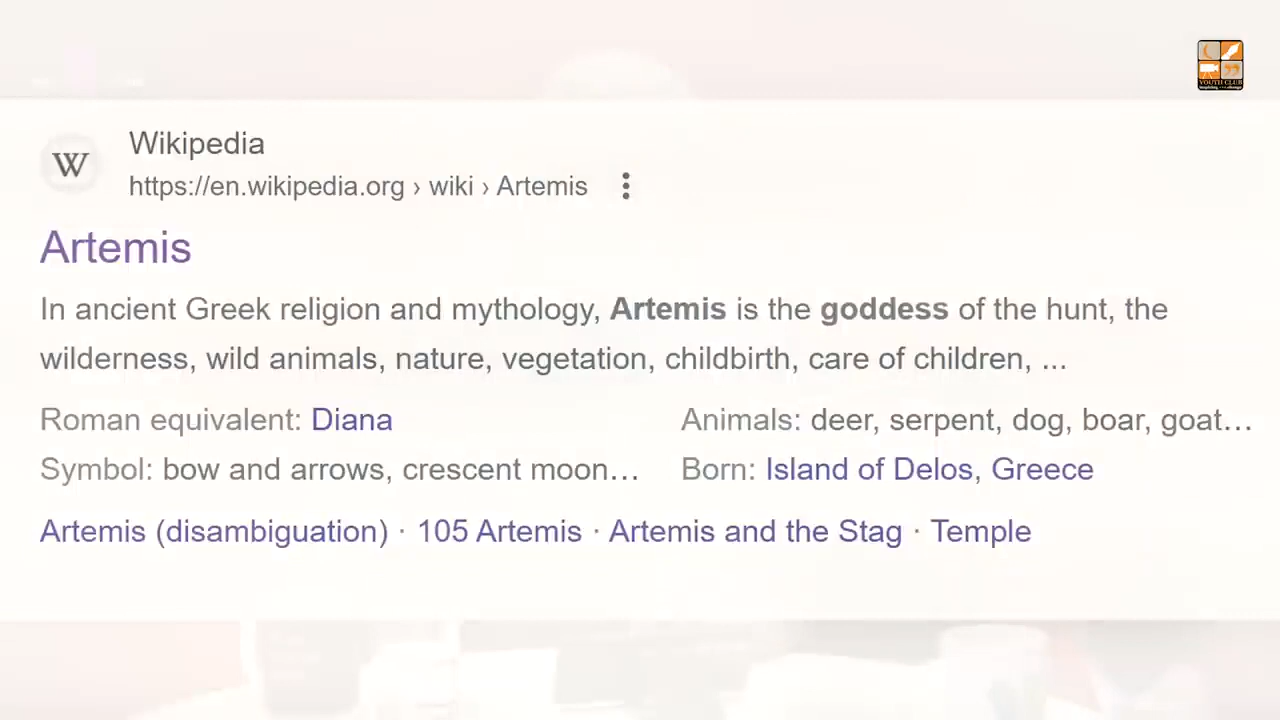 YOUTH CLUB
W
Wikipedia
https://en.wikipedia.org › wiki › Artemis
Artemis
In ancient Greek religion and mythology, Artemis is the goddess of the hunt, the
wilderness, wild animals, nature, vegetation, childbirth, care of children, ...
Roman equivalent: Diana
Animals: deer, serpent, dog, boar, goat...
Symbol: bow and arrows, crescent moon...
Born: Island of Delos, Greece
Artemis (disambiguation) · 105 Artemis · Artemis and the Stag · Temple